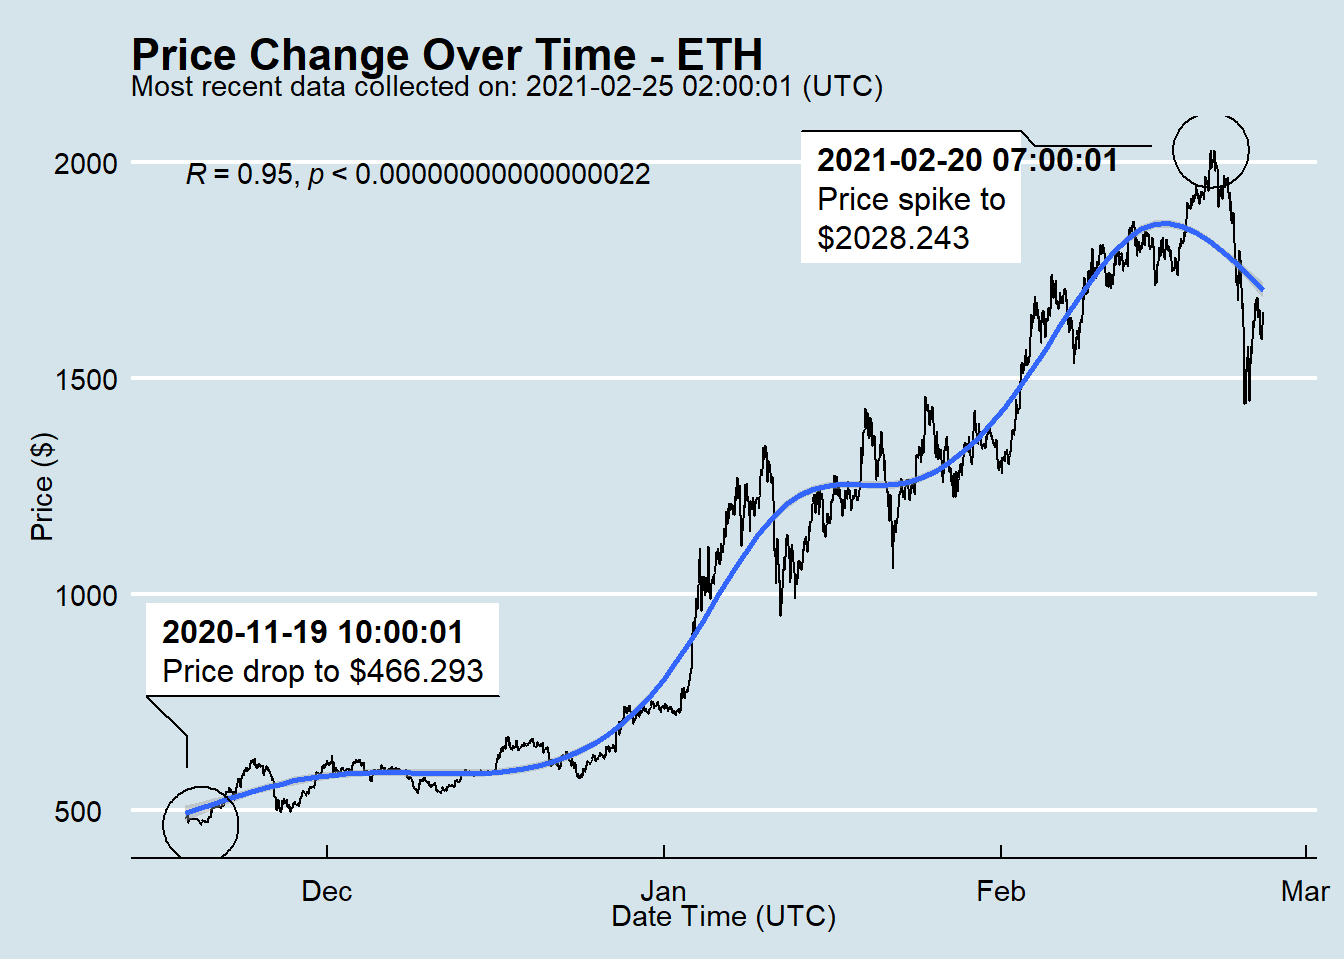 Price Change Over Time - ETH
Most recent data collected on: 2021-02-25 02:00:01 (UTC)
R = 0.95, p < 0.00000000000000022
2021-02-20 07:00:01
Price spike to
$2028.243
2020-11-19 10:00:01
Price drop to $466.293
Price ($)
2000
1500
1000
500
Dec
Jan
Feb
Mar
Date Time (UTC)